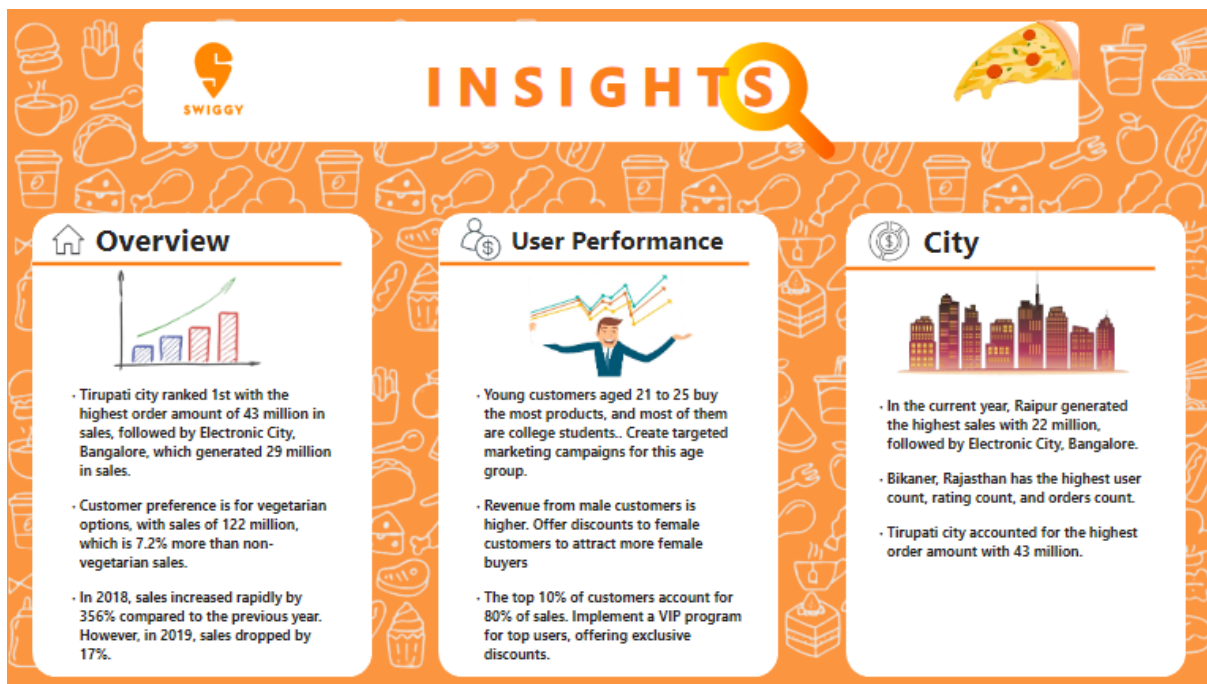 SWIGGY
INSIGHTS
Overview
· Tirupati city ranked 1st with the
highest order amount of 43 million in
sales, followed by Electronic City,
Bangalore, which generated 29 million
in sales.
· Customer preference is for vegetarian
options, with sales of 122 million,
which is 7.2% more than non-
vegetarian sales.
· In 2018, sales increased rapidly by
356% compared to the previous year.
However, in 2019, sales dropped by
17%.
User Performance
· Young customers aged 21 to 25 buy
the most products, and most of them
are college students.. Create targeted
marketing campaigns for this age
group.
· Revenue from male customers is
higher. Offer discounts to female
customers to attract more female
buyers
· The top 10% of customers account for
80% of sales. Implement a VIP program
for top users, offering exclusive
discounts.
City
· In the current year, Raipur generated
the highest sales with 22 million,
followed by Electronic City, Bangalore.
· Bikaner, Rajasthan has the highest user
count, rating count, and orders count.
· Tirupati city accounted for the highest
order amount with 43 million.